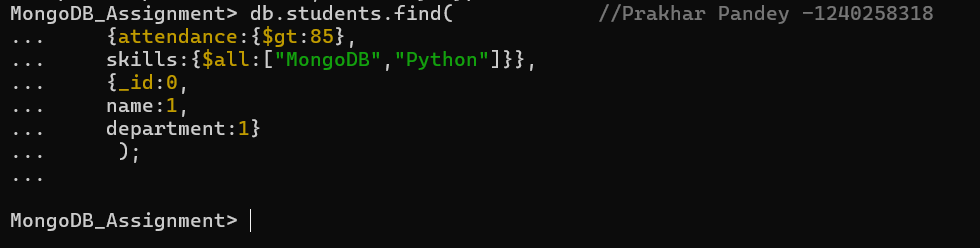 MongoDB_Assignment> db.students.find(            //Prakhar Pandey -1240258318
...     {attendance:{$gt:85},
...     skills:{$all:["MongoDB","Python"]}},
...     {_id:0,
...     name:1,
...     department:1}
...      );
...
MongoDB_Assignment>